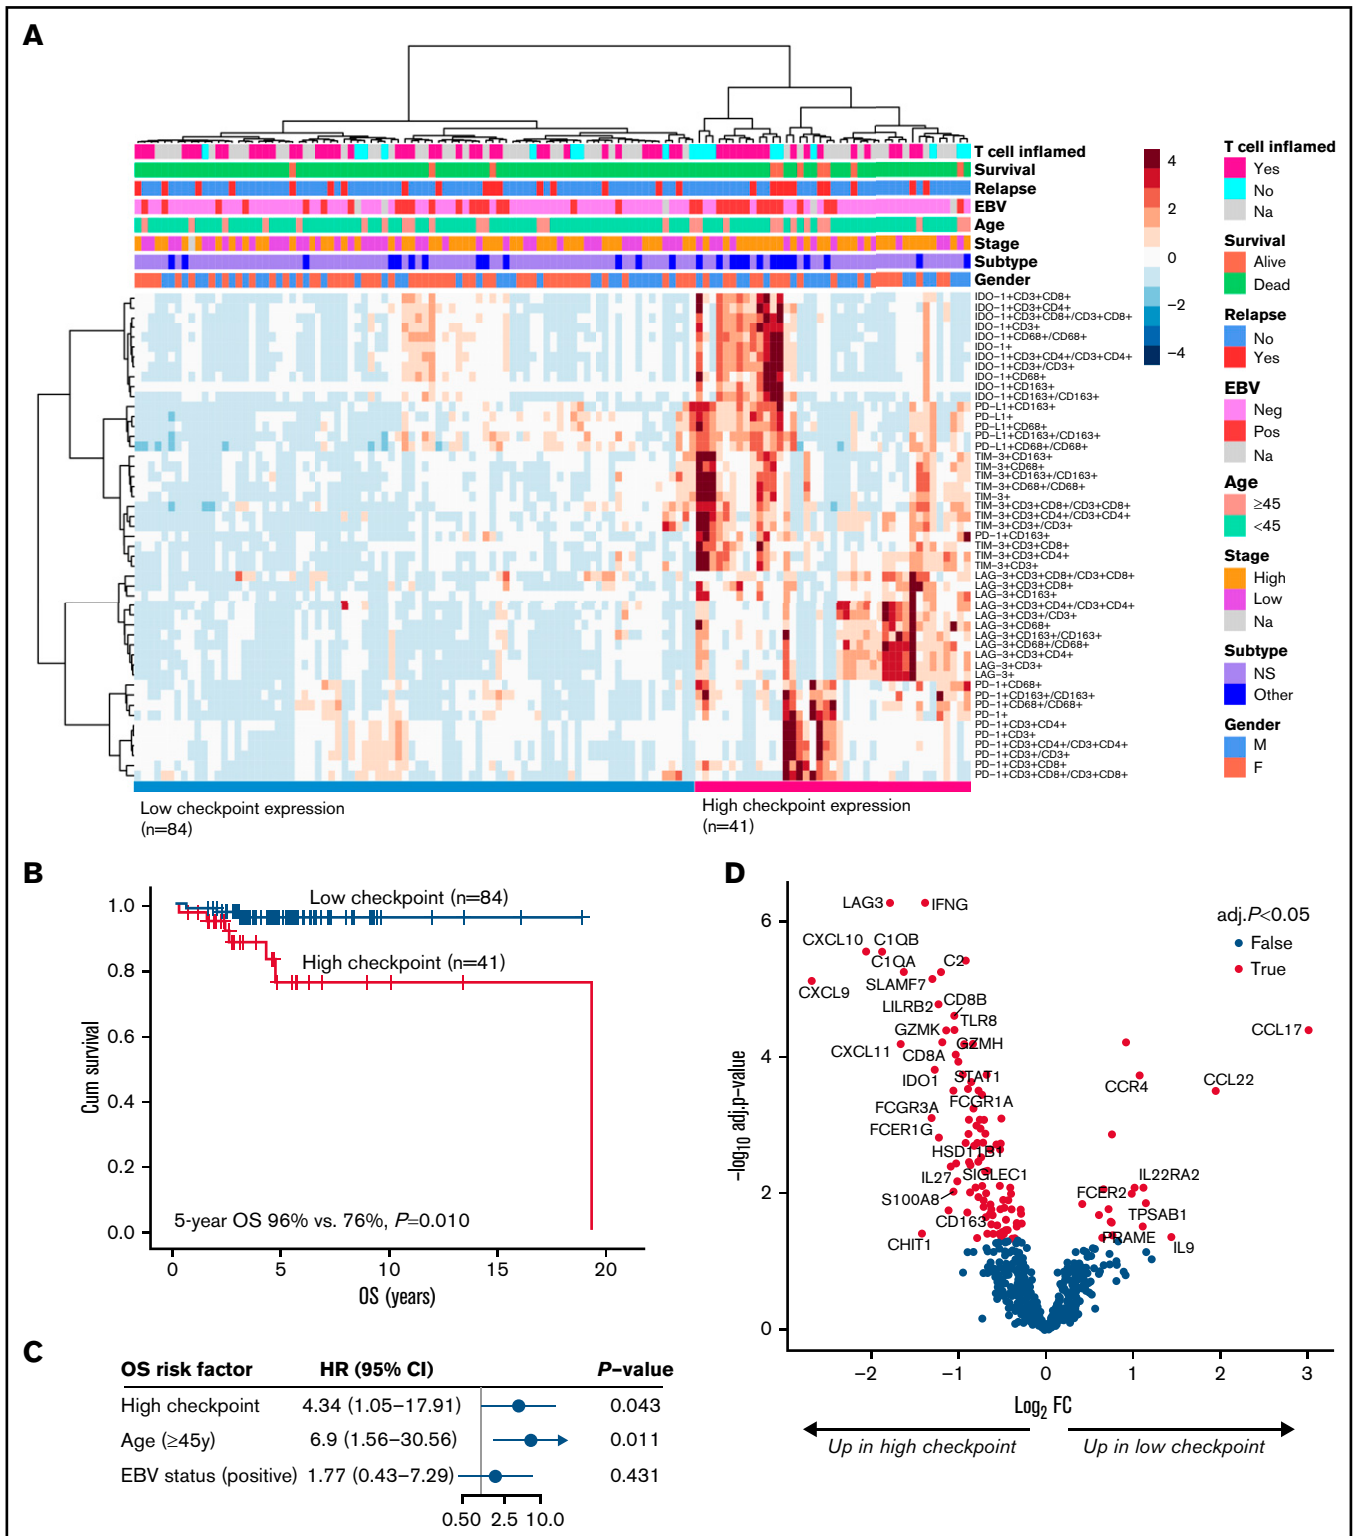 A
T cell inflamed
Survival
Relapse
EBV
Age
Stage
Subtype
Gender
IDO-1+CD3+CD8+
IDO-1+CD3+CD4+
IDO-1+CD3+CD8+/CD3+CD8+
IDO-1+CD3+
IDO-1+CD68+/CD68+
IDO-1+
IDO-1+CD3+CD4+/CD3+CD4+
IDO-1+CD3+/CD3+
IDO-1+CD68+
IDO-1+CD163+
IDO-1+CD163+/CD163+
PD-L1+CD163+
PD-L1+
PD-L1+CD68+
PD-L1+CD163+/CD163+
PD-L1+CD68+/CD68+
TIM-3+CD163+
TIM-3+CD68+
TIM-3+CD163+/CD163+
TIM-3+CD68+/CD68+
TIM-3+
TIM-3+CD3+CD8+/CD3+CD8+
TIM-3+CD3+CD4+/CD3+CD4+
TIM-3+CD3+/CD3+
PD-1+CD163+
TIM-3+CD3+CD8+
TIM-3+CD3+CD4+
TIM-3+CD3+
LAG-3+CD3+CD8+/CD3+CD8+
LAG-3+CD3+CD8+
LAG-3+CD163+
LAG-3+CD3+CD4+/CD3+CD4+
LAG-3+CD3+/CD3+
LAG-3+CD68+
LAG-3+CD163+/CD163+
LAG-3+CD68+/CD68+
LAG-3+CD3+CD4+
LAG-3+CD3+
LAG-3+
PD-1+CD68+
PD-1+CD163+/CD163+
PD-1+CD68+/CD68+
PD-1+
PD-1+CD3+CD4+
PD-1+CD3+
PD-1+CD3+CD4+/CD3+CD4+
PD-1+CD3+/CD3+
PD-1+CD3+CD8+
PD-1+CD3+CD8+/CD3+CD8+
4
2
0
−2
−4
T cell inflamed
Yes
No
Na
Survival
Alive
Dead
Relapse
No
Yes
EBV
Neg
Pos
Na
Age
≥45
<45
Stage
High
Low
Na
Subtype
NS
Other
Gender
M
F
Low checkpoint expression
(n=84)
High checkpoint expression
(n=41)
B
Cum survival
1.0
0.8
0.6
0.4
0.2
0.0
Low checkpoint (n=84)
High checkpoint (n=41)
5-year OS 96% vs. 76%, P=0.010
0 5 10 15 20
OS (years)
C
OS risk factor HR (95% CI) P-value
High checkpoint 4.34 (1.05–17.91) 0.043
Age (≥45y) 6.9 (1.56–30.56) 0.011
EBV status (positive) 1.77 (0.43–7.29) 0.431
0.50 2.5 10.0
D
−log10 adj.p-value
6
4
2
0
adj.P<0.05
False
True
LAG3 IFNG
CXCL10 C1QB
C1QA C2
CXCL9 SLAMF7
LILRB2 CD8B
GZMK TLR8
CXCL11 CD8A GZMH
IDO1 STAT1
FCGR3A FCGR1A
FCER1G
HSD11B1
IL27 SIGLEC1
S100A8
CD163
CHIT1
CCL17
CCR4 CCL22
FCER2 IL22RA2
TPSAB1
PRAME
IL9
−2 −1 0 1 2 3
Log2 FC
Up in high checkpoint Up in low checkpoint